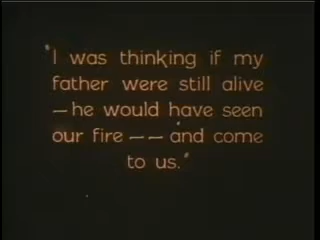 "I was thinking if my
father were still alive
—he would have seen
our fire—— and come
to us."